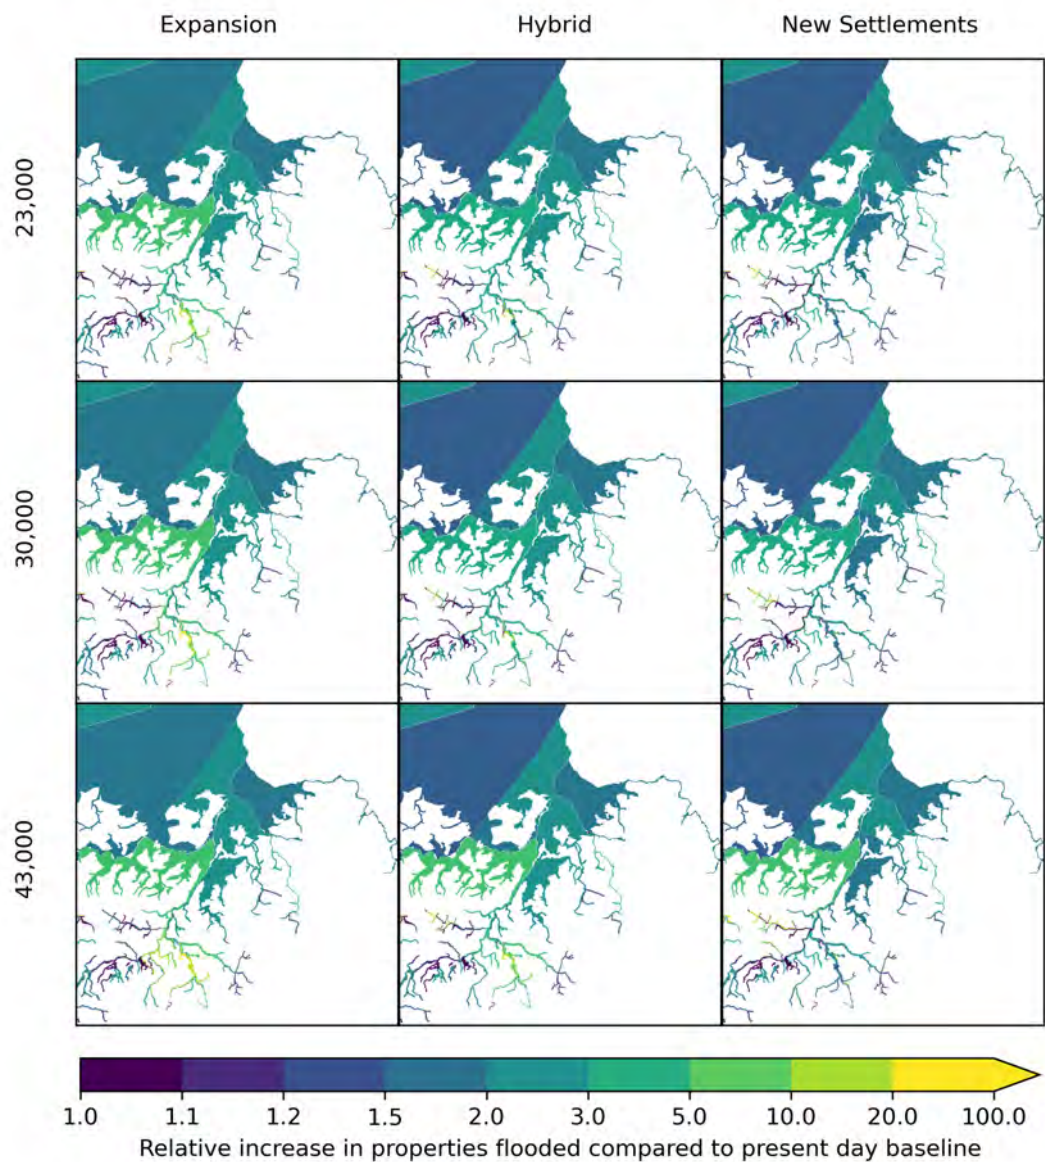 Expansion Hybrid New Settlements
23,000
30,000
43,000
1.0 1.1 1.2 1.5 2.0 3.0 5.0 10.0 20.0 100.0
Relative increase in properties flooded compared to present day baseline